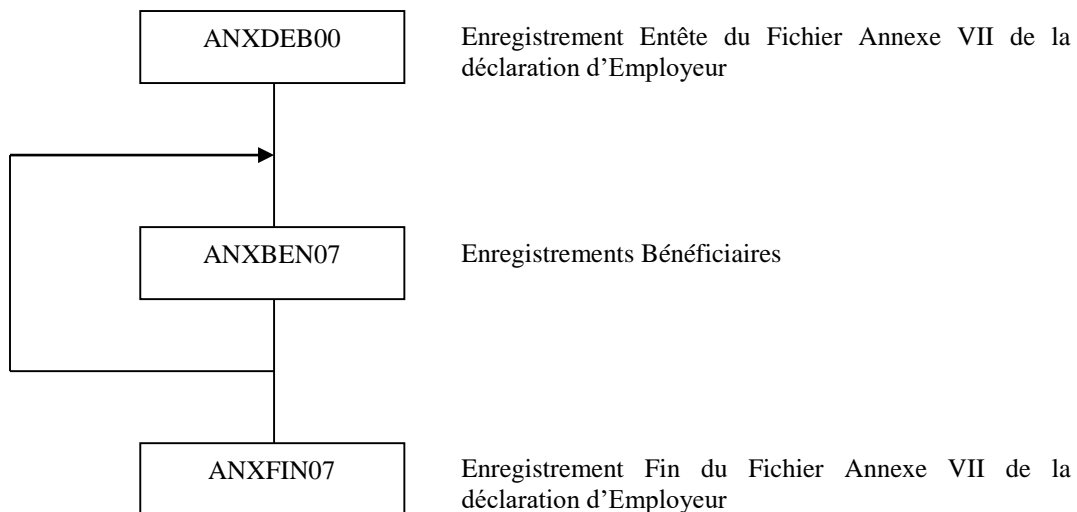 ANXDEB00
Enregistrement Entête du Fichier Annexe VII de la
déclaration d’Employeur
ANXBEN07
Enregistrements Bénéficiaires
ANXFIN07
Enregistrement Fin du Fichier Annexe VII de la
déclaration d’Employeur